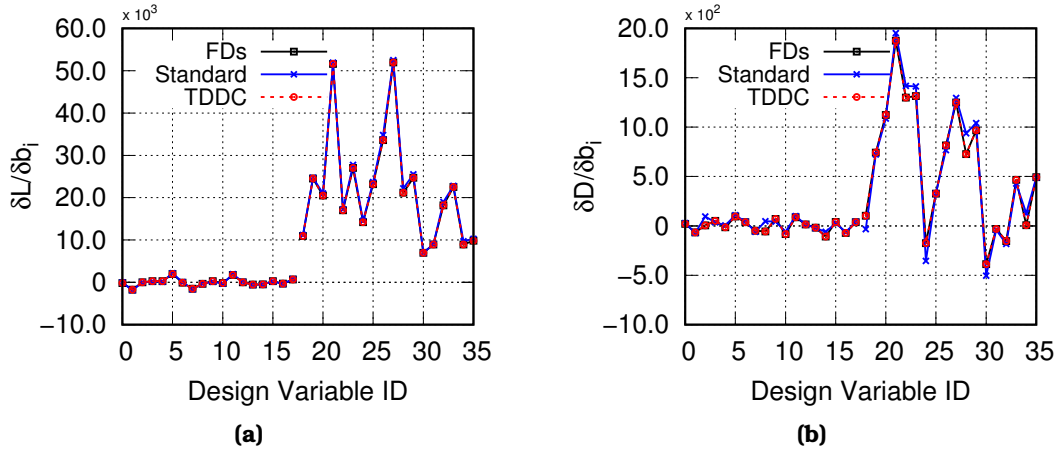 x 10³
60.0
50.0
40.0
30.0
20.0
10.0
0
−10.0
δL/δbᵢ
FDs
Standard
TDDC
0 5 10 15 20 25 30 35
Design Variable ID
(a)
x 10²
20.0
15.0
10.0
5.0
0
−5.0
−10.0
δD/δbᵢ
FDs
Standard
TDDC
0 5 10 15 20 25 30 35
Design Variable ID
(b)